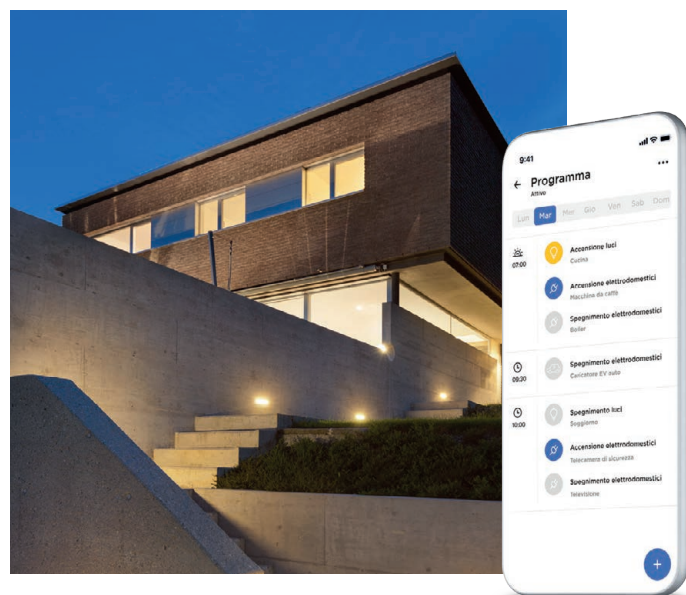 9:41
Programma
Attivo
Lun Mar Mer Gio Ven Sab Dom
07:00
Accensione luci
Cucina
Accensione elettrodomestici
Macchina da caffè
Spegnimento elettrodomestici
Boiler
09:30
Spegnimento elettrodomestici
Caricatore EV auto
10:00
Spegnimento luci
Soggiorno
Accensione elettrodomestici
Telecamera di sicurezza
Spegnimento elettrodomestici
Televisione